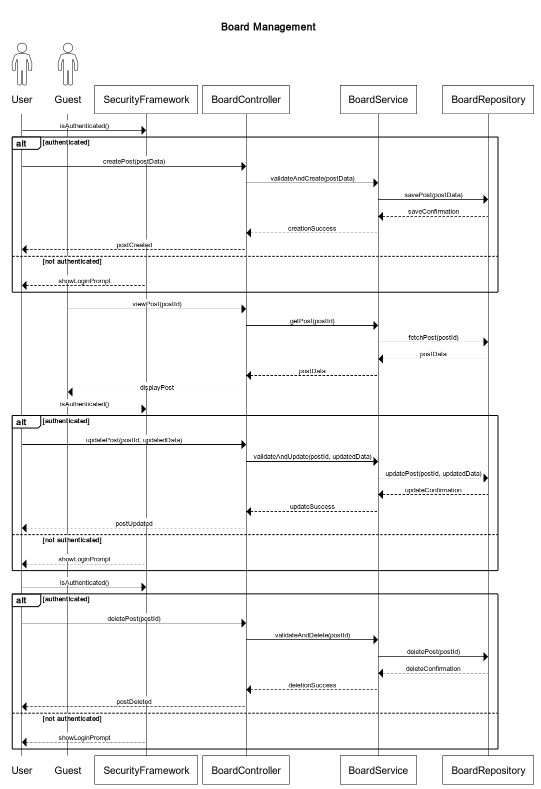 Board Management
User Guest SecurityFramework BoardController BoardService BoardRepository
isAuthenticated()
alt [authenticated]
createPost(postData)
validateAndCreate(postData)
savePost(postData)
saveConfirmation
creationSuccess
postCreated
[not authenticated]
showLoginPrompt
viewPost(postId)
getPost(postId)
fetchPost(postId)
postData
postData
displayPost
isAuthenticated()
alt [authenticated]
updatePost(postId, updatedData)
validateAndUpdate(postId, updatedData)
updatePost(postId, updatedData)
updateConfirmation
updateSuccess
postUpdated
[not authenticated]
showLoginPrompt
isAuthenticated()
alt [authenticated]
deletePost(postId)
validateAndDelete(postId)
deletePost(postId)
deleteConfirmation
deletionSuccess
postDeleted
[not authenticated]
showLoginPrompt
User Guest SecurityFramework BoardController BoardService BoardRepository